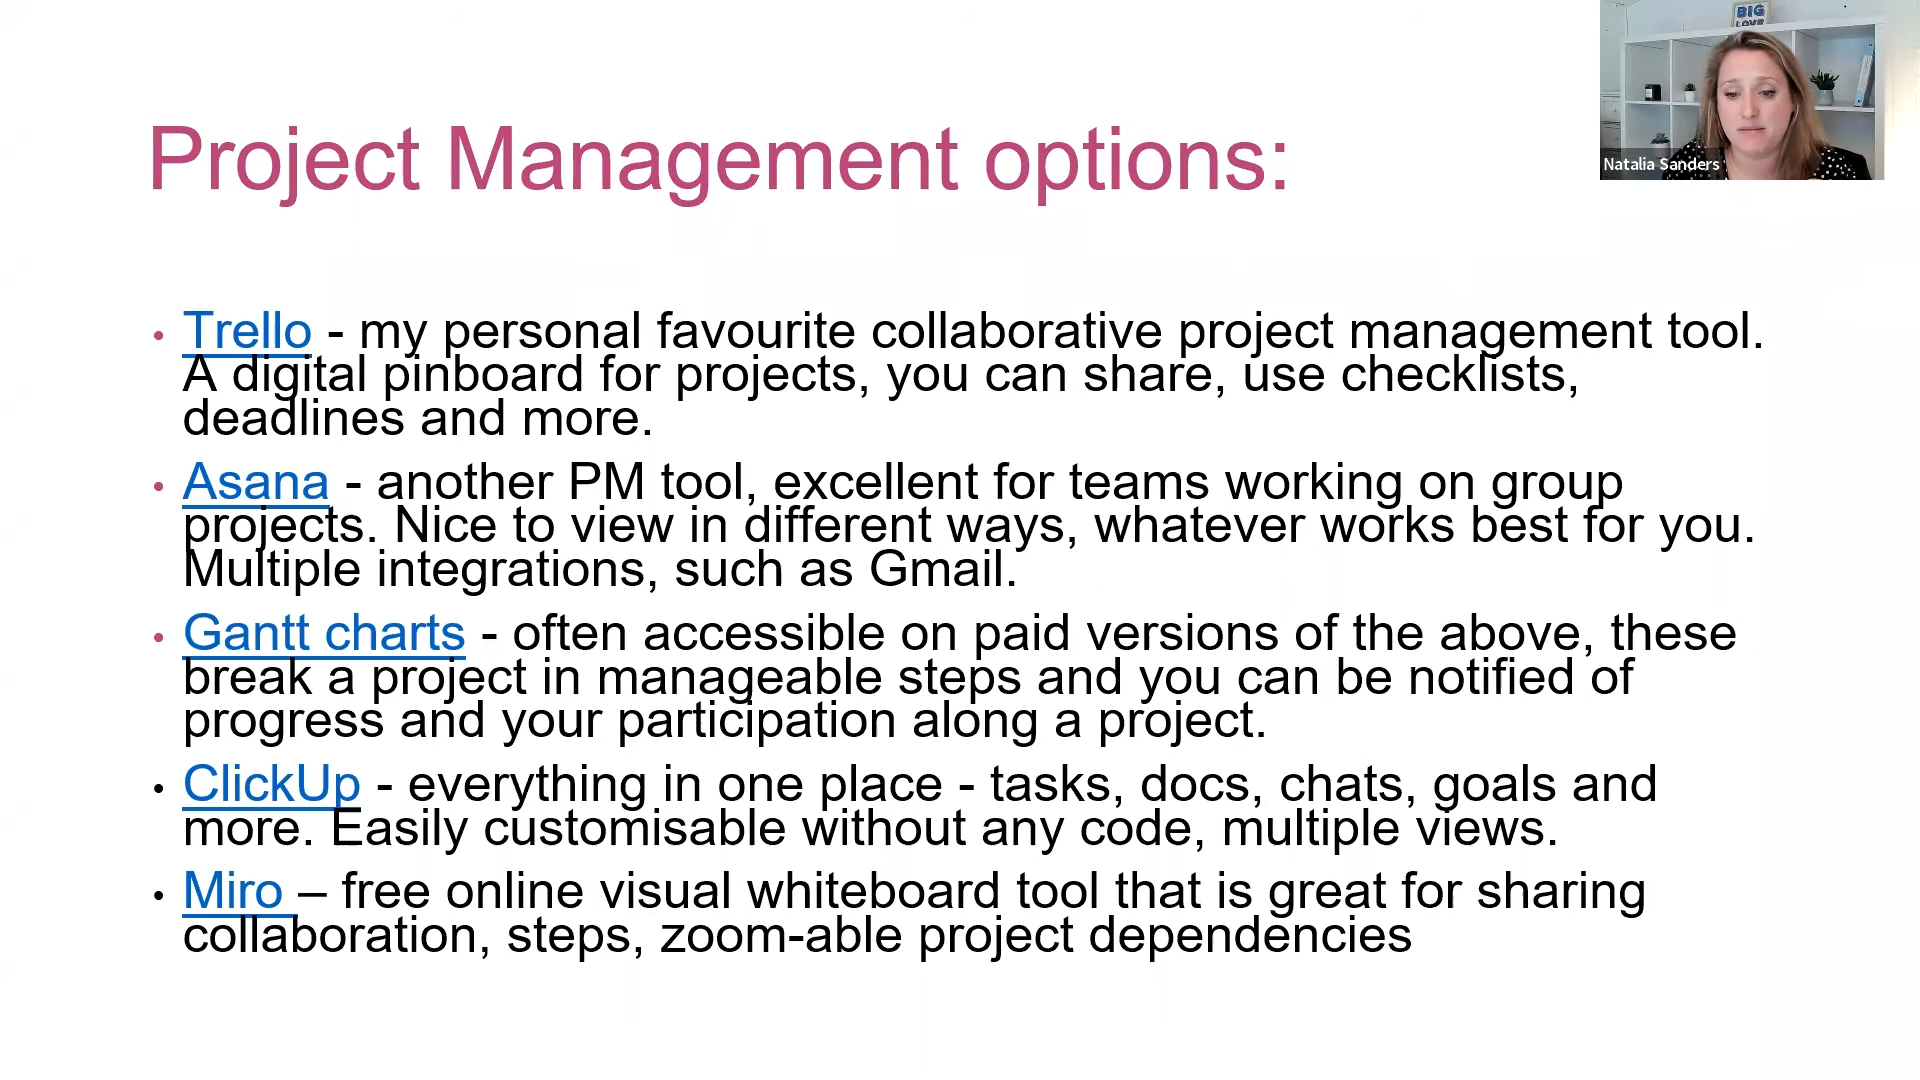 BIG
LOVE
Natalia Sanders
Project Management options:
• Trello - my personal favourite collaborative project management tool.
A digital pinboard for projects, you can share, use checklists,
deadlines and more.
• Asana - another PM tool, excellent for teams working on group
projects. Nice to view in different ways, whatever works best for you.
Multiple integrations, such as Gmail.
• Gantt charts - often accessible on paid versions of the above, these
break a project in manageable steps and you can be notified of
progress and your participation along a project.
• ClickUp - everything in one place - tasks, docs, chats, goals and
more. Easily customisable without any code, multiple views.
• Miro – free online visual whiteboard tool that is great for sharing
collaboration, steps, zoom-able project dependencies